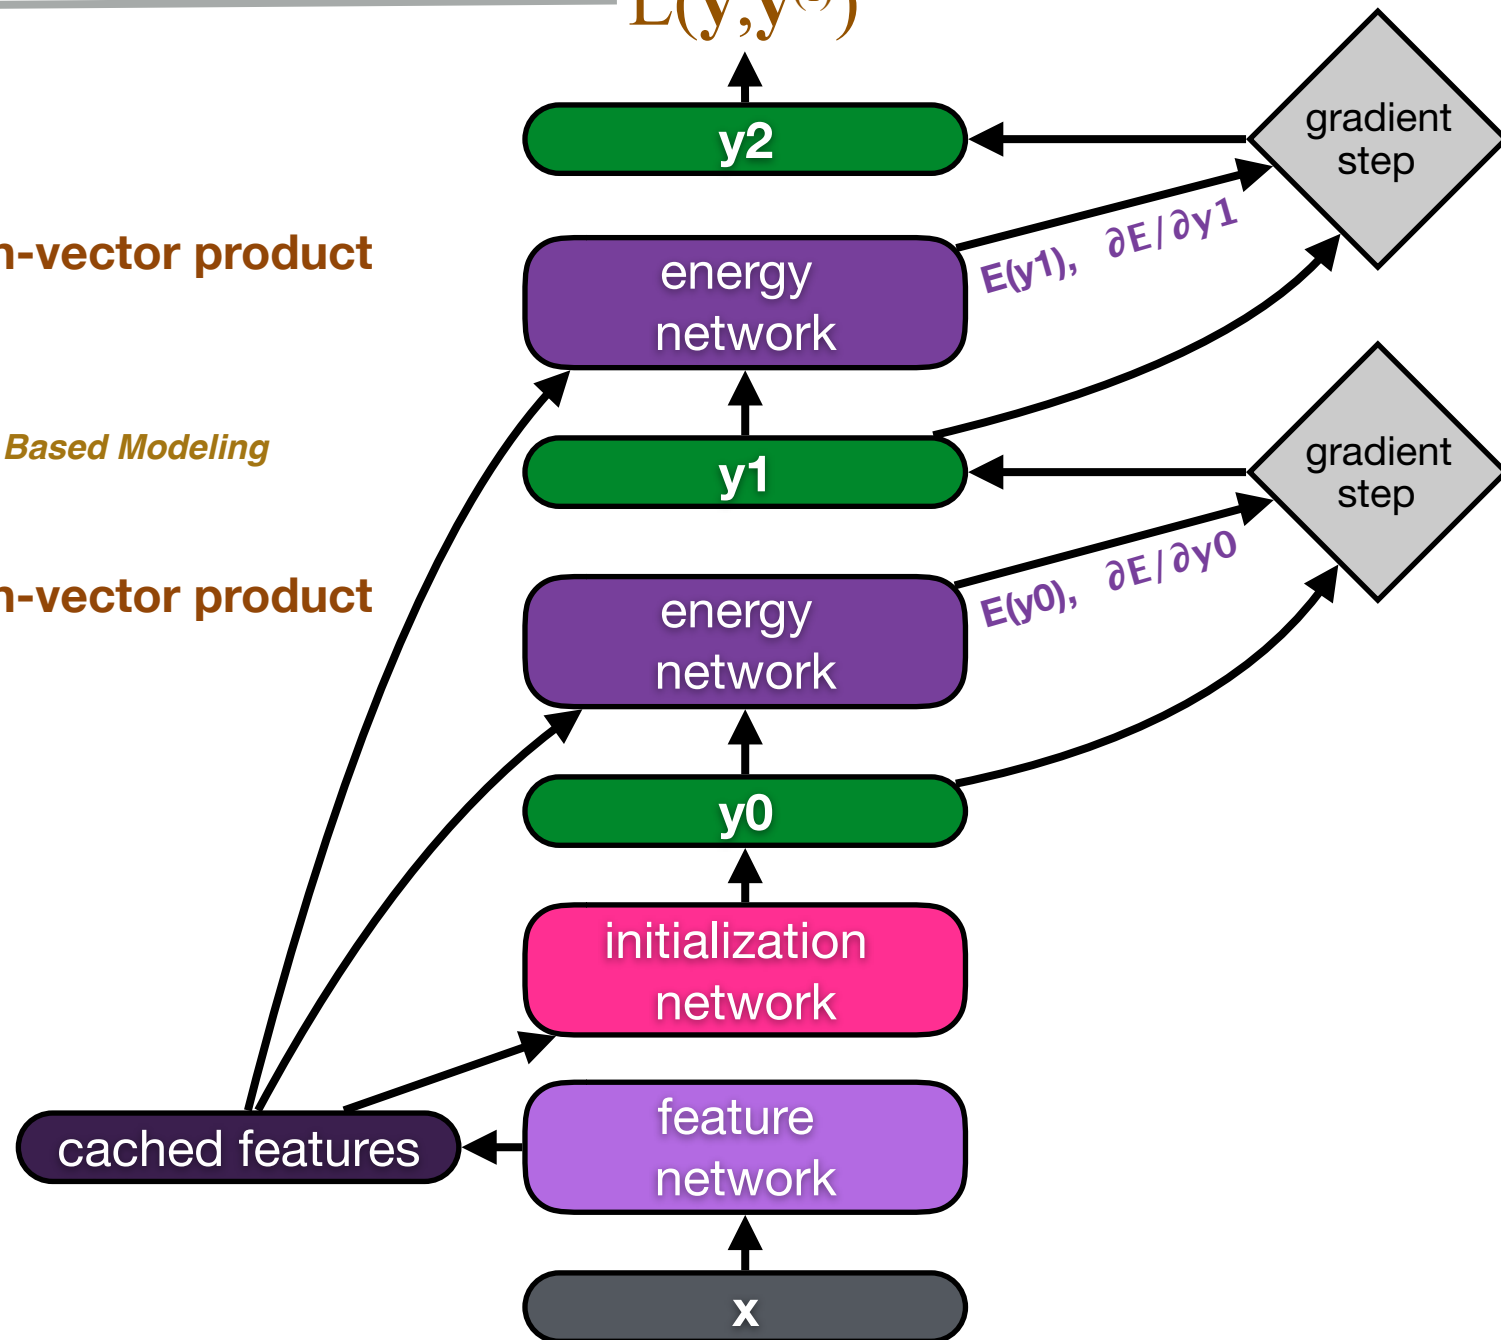 y2
gradient
step
n-vector product
energy
network
E(y1), ∂E/∂y1
Based Modeling
y1
gradient
step
n-vector product
energy
network
E(y0), ∂E/∂y0
y0
initialization
network
cached features
feature
network
x